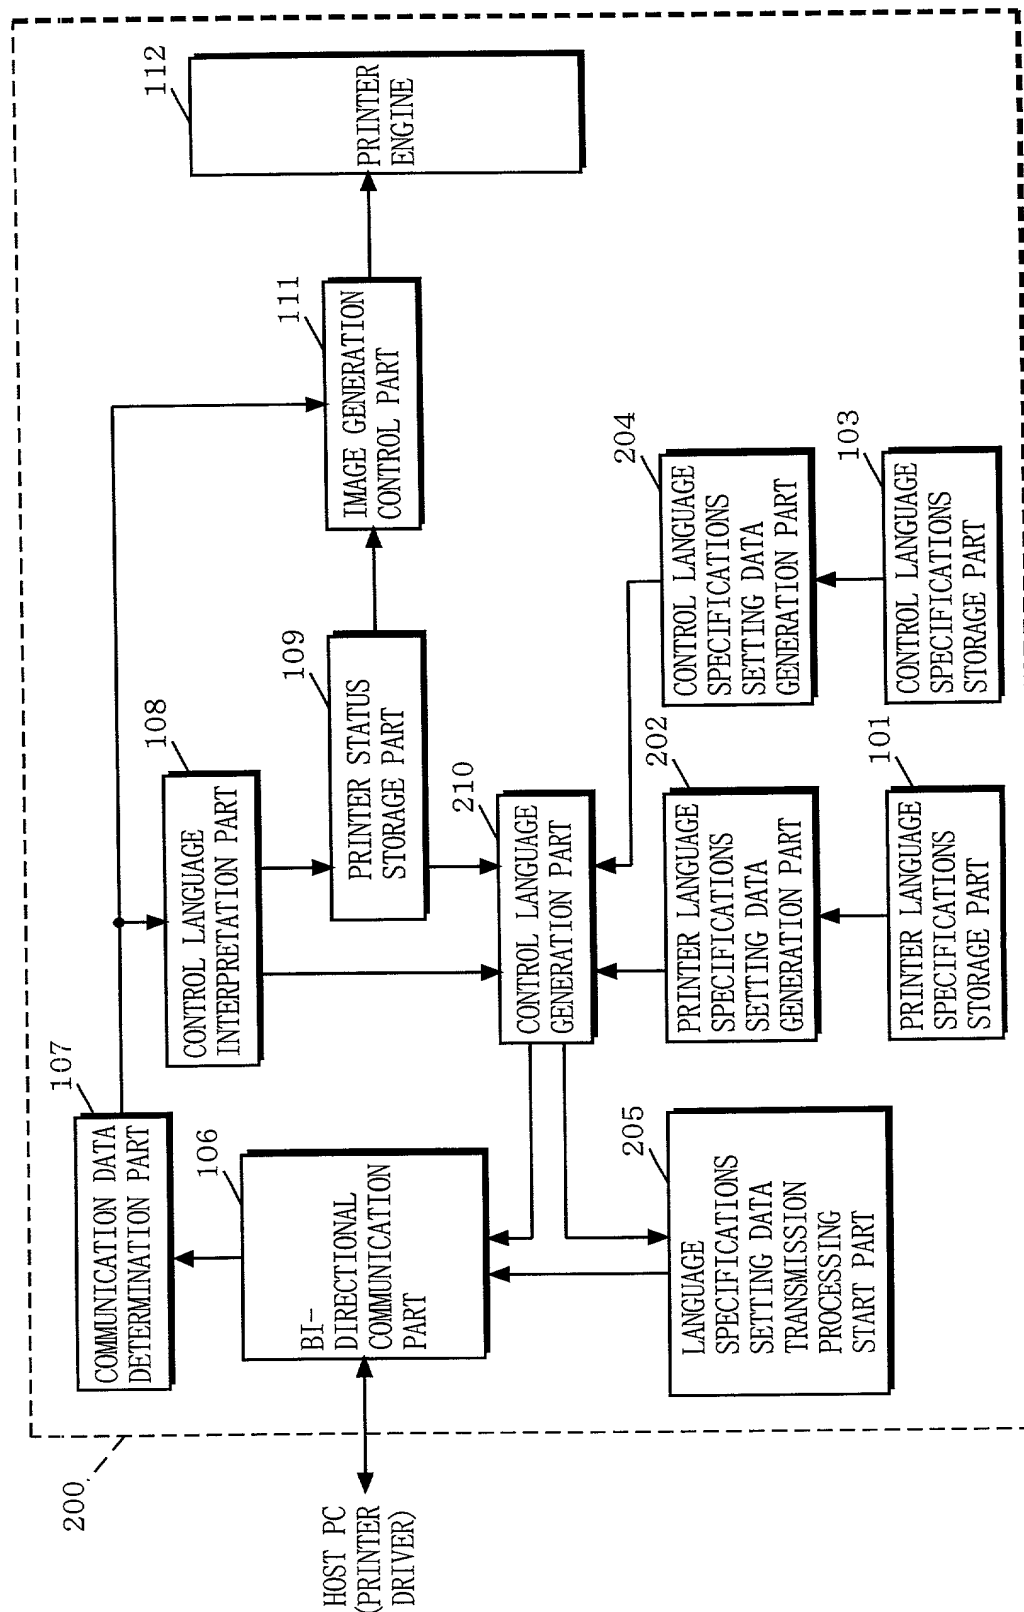 200
HOST PC
(PRINTER
DRIVER)
107
COMMUNICATION DATA
DETERMINATION PART
106
BI-
DIRECTIONAL
COMMUNICATION
PART
205
LANGUAGE
SPECIFICATIONS
SETTING DATA
TRANSMISSION
PROCESSING
START PART
108
CONTROL LANGUAGE
INTERPRETATION PART
109
PRINTER STATUS
STORAGE PART
210
CONTROL LANGUAGE
GENERATION PART
202
PRINTER LANGUAGE
SPECIFICATIONS
SETTING DATA
GENERATION PART
101
PRINTER LANGUAGE
SPECIFICATIONS
STORAGE PART
111
IMAGE GENERATION
CONTROL PART
204
CONTROL LANGUAGE
SPECIFICATIONS
SETTING DATA
GENERATION PART
103
CONTROL LANGUAGE
SPECIFICATIONS
STORAGE PART
112
PRINTER
ENGINE